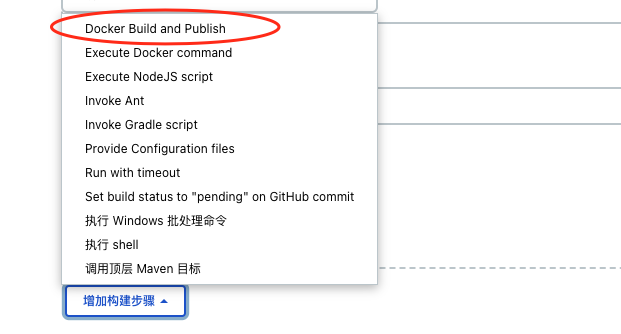 Docker Build and Publish
Execute Docker command
Execute NodeJS script
Invoke Ant
Invoke Gradle script
Provide Configuration files
Run with timeout
Set build status to "pending" on GitHub commit
执行 Windows 批处理命令
执行 shell
调用顶层 Maven 目标
增加构建步骤